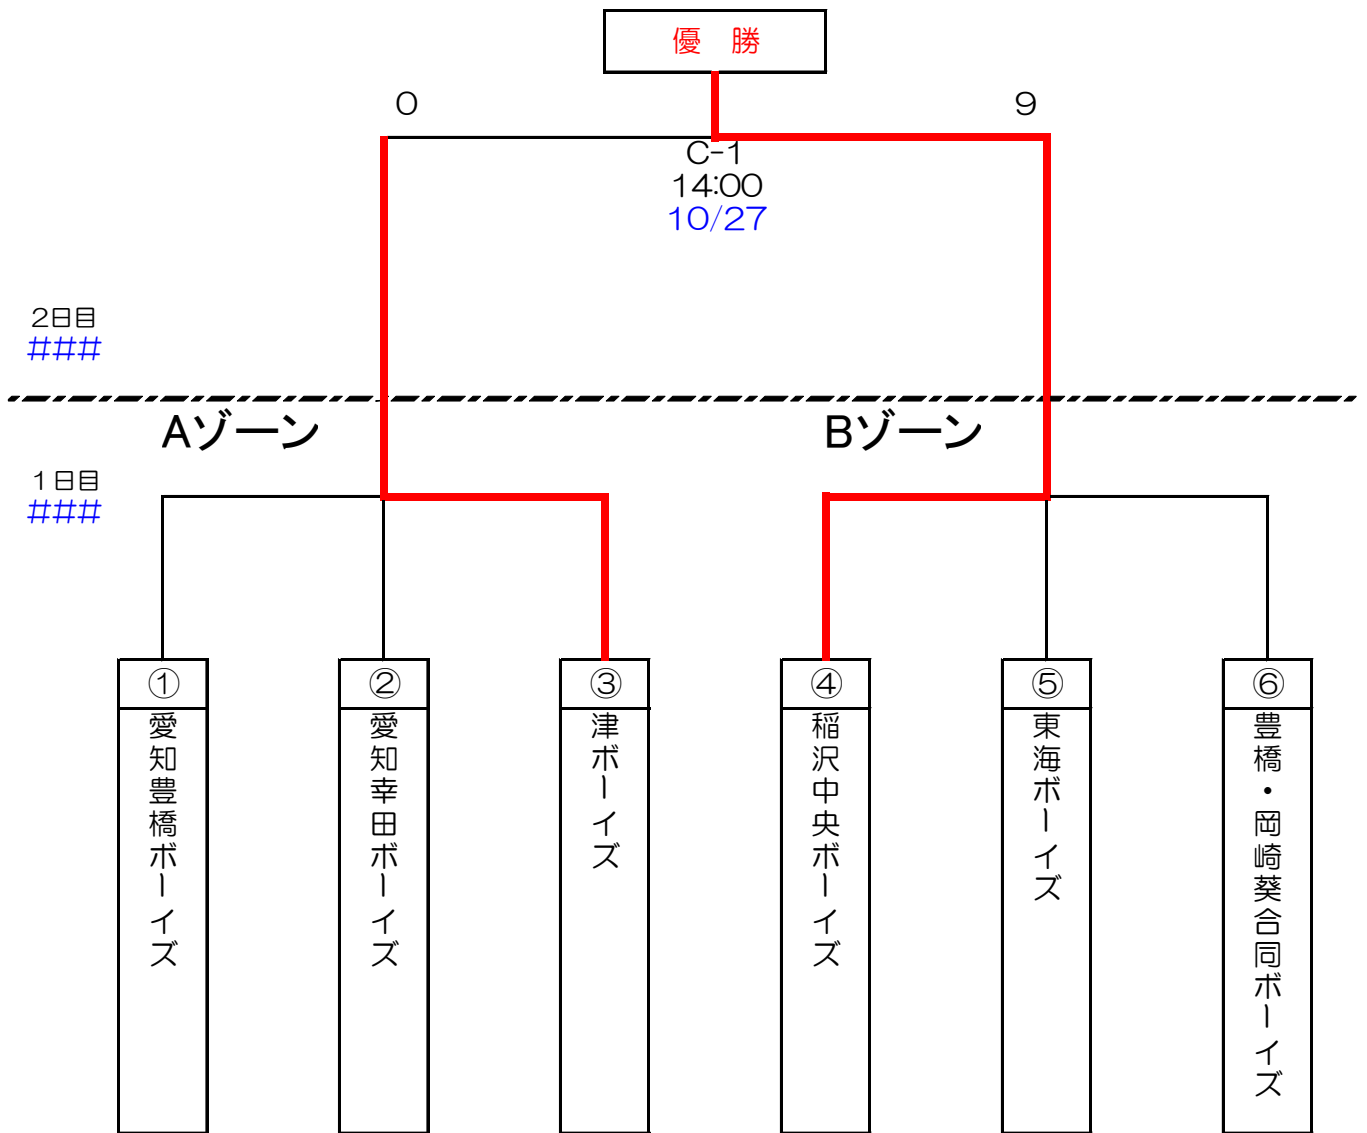 優 勝
0
9
C-1
14:00
10/27
2日目
###
Aゾーン
Bゾーン
1日目
###
①
②
③
④
⑤
⑥
愛知豊橋ボーイズ
愛知幸田ボーイズ
津ボーイズ
稲沢中央ボーイズ
東海ボーイズ
豊橋・岡崎葵合同ボーイズ